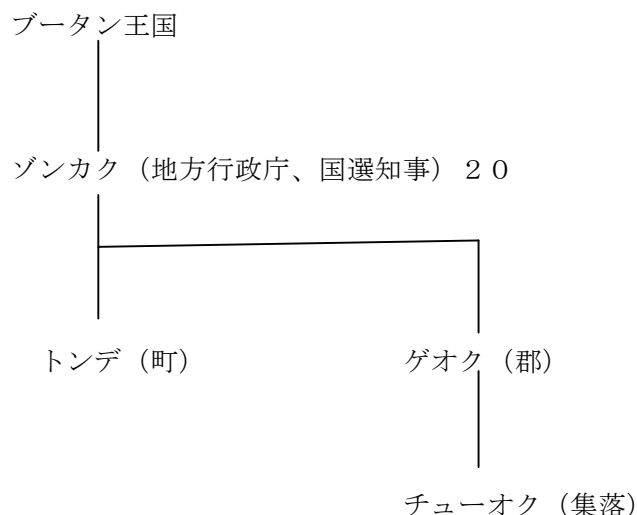 ブータン王国
ゾンカク（地方行政庁、国選知事）２０
トンデ（町）
ゲオク（郡）
チューオク（集落）